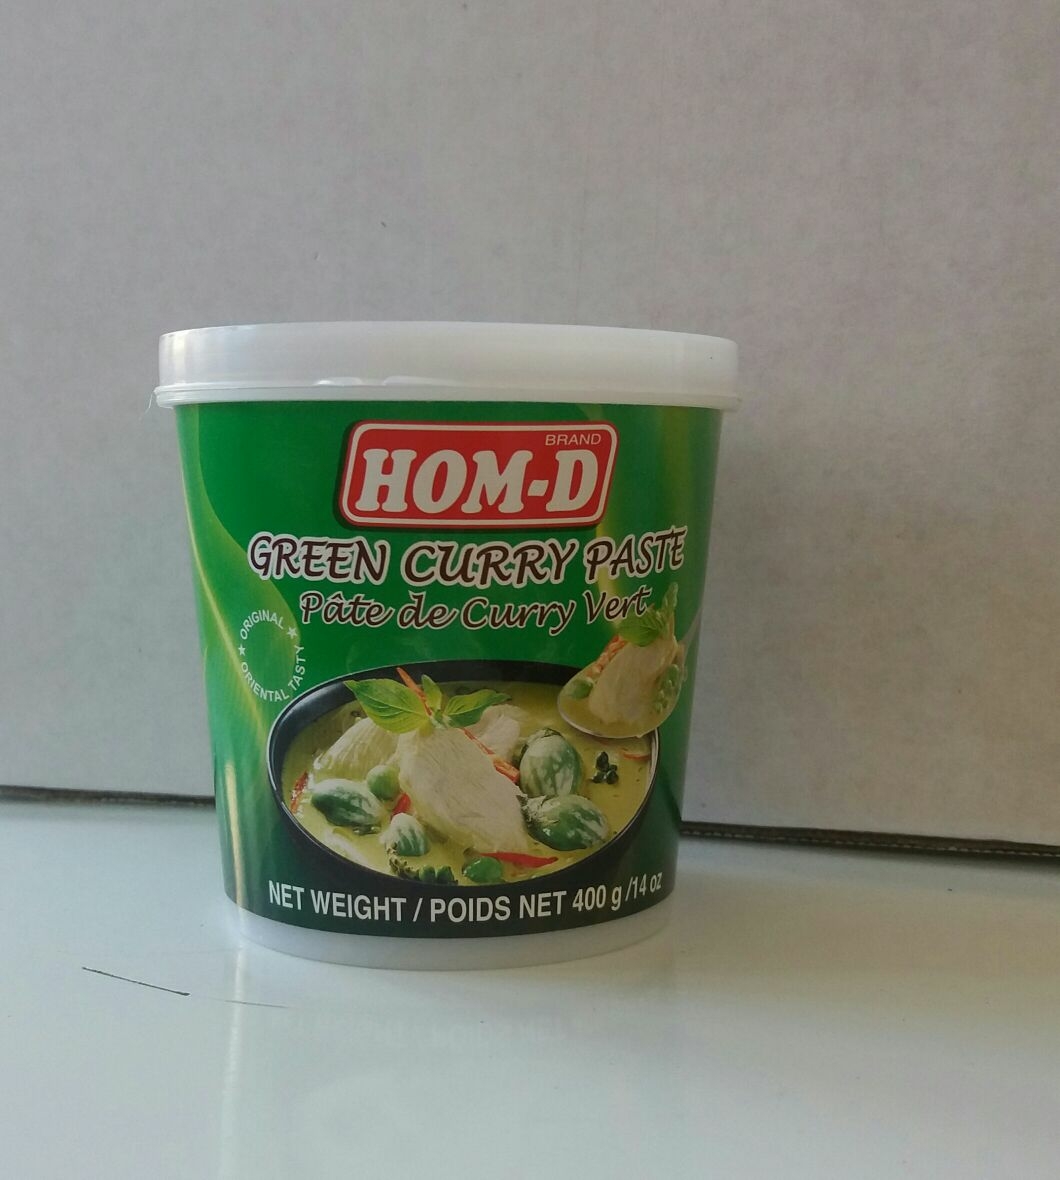 BRAND
HOM-D
GREEN CURRY PASTE
Pâte de Curry Vert
★ ORIGINAL ★
ORIENTAL TASTY
NET WEIGHT / POIDS NET 400 g /14 oz